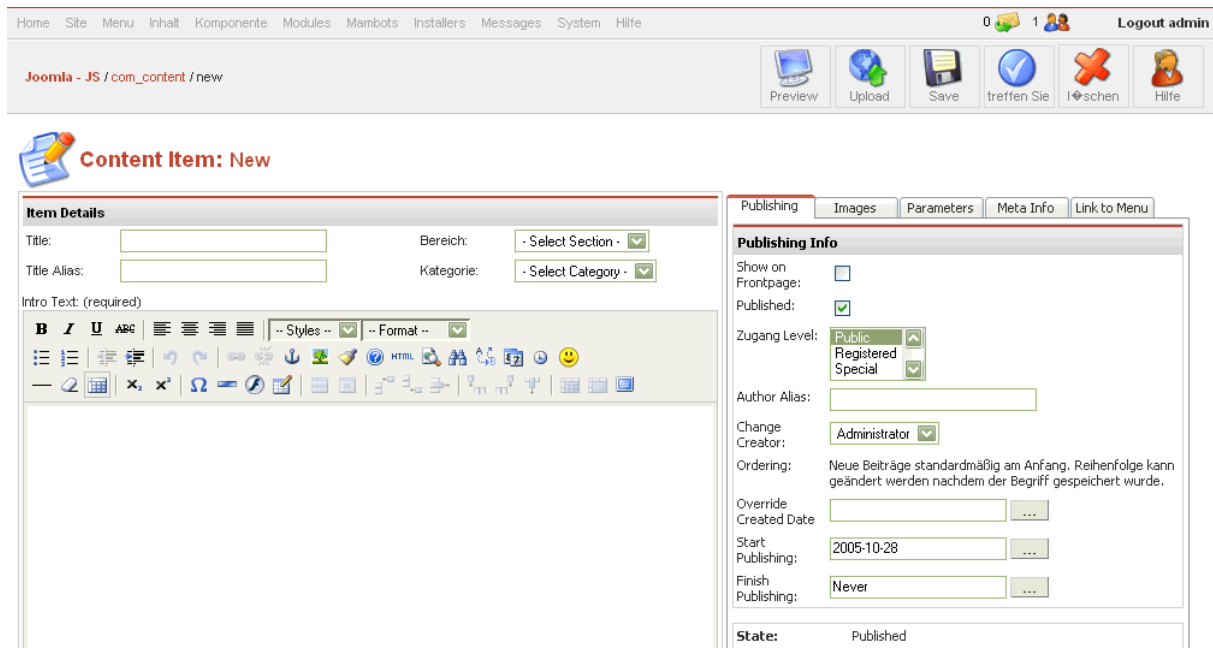 Home Site Menu Inhalt Komponente Modules Mambots Installers Messages System Hilfe 0 1 Logout admin
Joomla - JS / com_content / new
Preview Upload Save treffen Sie l�schen Hilfe
Content Item: New
Item Details
Title: Bereich: - Select Section -
Title Alias: Kategorie: - Select Category -
Intro Text: (required)
B I U ABC -- Styles -- -- Format --
HTML
Publishing Images Parameters Meta Info Link to Menu
Publishing Info
Show on
Frontpage:
Published:
Zugang Level: Public
Registered
Special
Author Alias:
Change
Creator: Administrator
Ordering: Neue Beiträge standardmäßig am Anfang. Reihenfolge kann
geändert werden nachdem der Begriff gespeichert wurde.
Override
Created Date ...
Start
Publishing: 2005-10-28 ...
Finish
Publishing: Never ...
State: Published